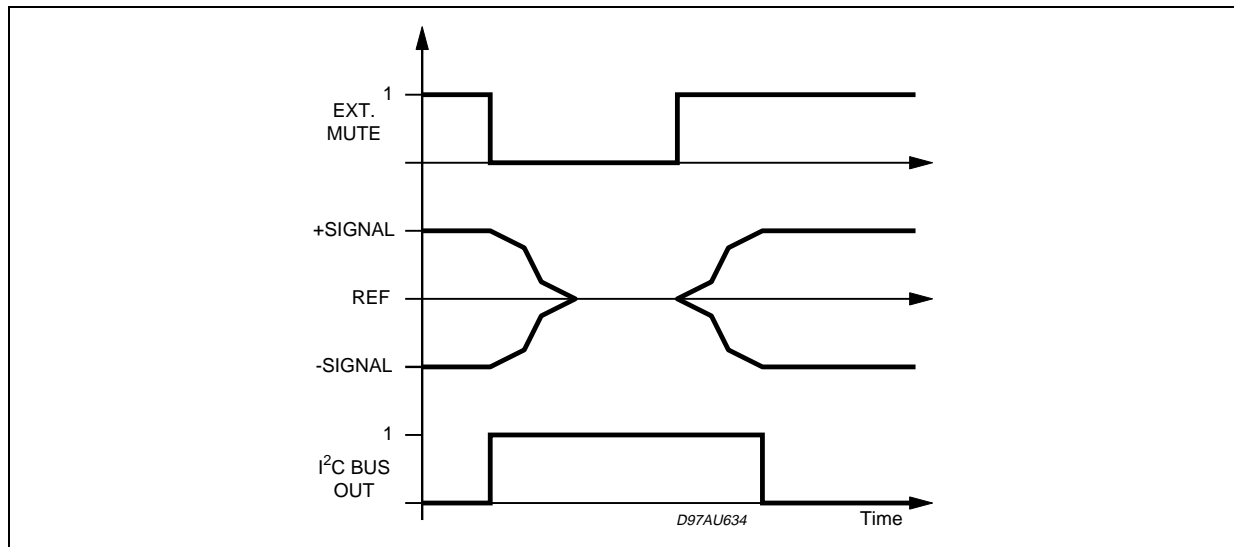 1
EXT.
MUTE
+SIGNAL
REF
-SIGNAL
1
I²C BUS
OUT
D97AU634
Time